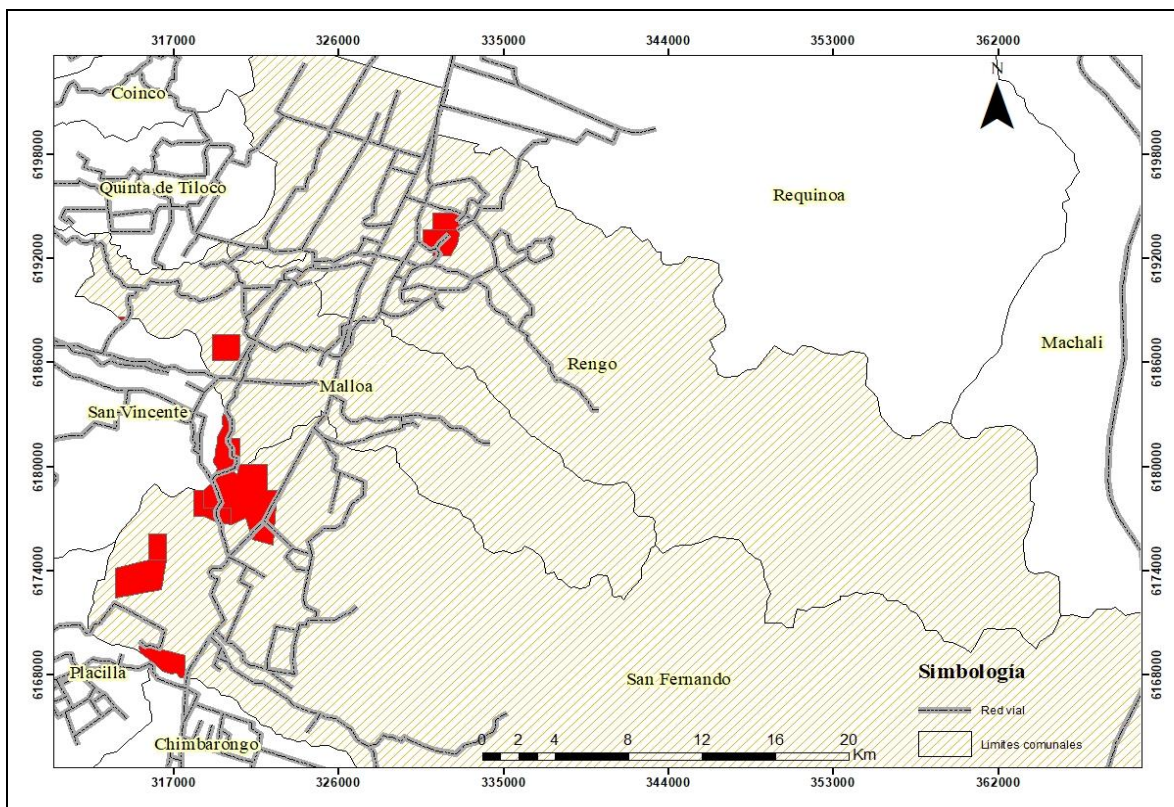 317000 326000 335000 344000 353000 362000
N
Coinco
6198000 6198000
Quinta de Tiloco
Requinoa
6192000 6192000
Machali
6186000 6186000
Rengo
Malloa
San-Vincente
6180000 6180000
6174000 6174000
Placilla
San Fernando
Simbología
6168000 6168000
Red vial
Chimbarongo
Limites comunales
0 2 4 8 12 16 20
Km
317000 326000 335000 344000 353000 362000